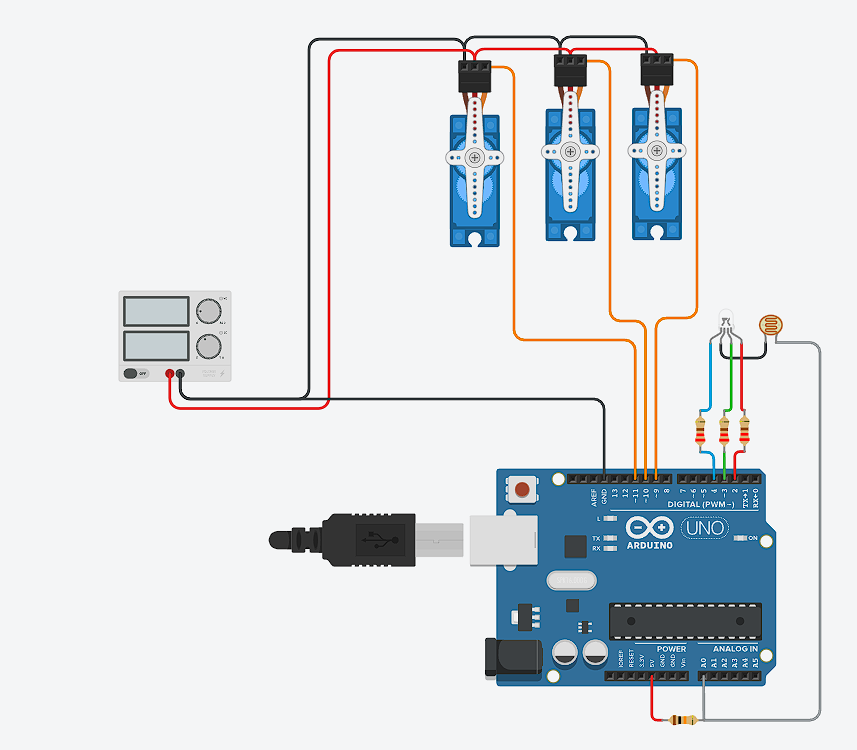 OFF
AREF
GND
13
12
~11
~10
~9
8
7
~6
~5
4
~3
2
TX→1
RX←0
DIGITAL (PWM~)
L
TX
RX
ARDUINO
UNO
ON
IOREF
RESET
3.3V
5V
GND
GND
Vin
POWER
ANALOG IN
A0
A1
A2
A3
A4
A5